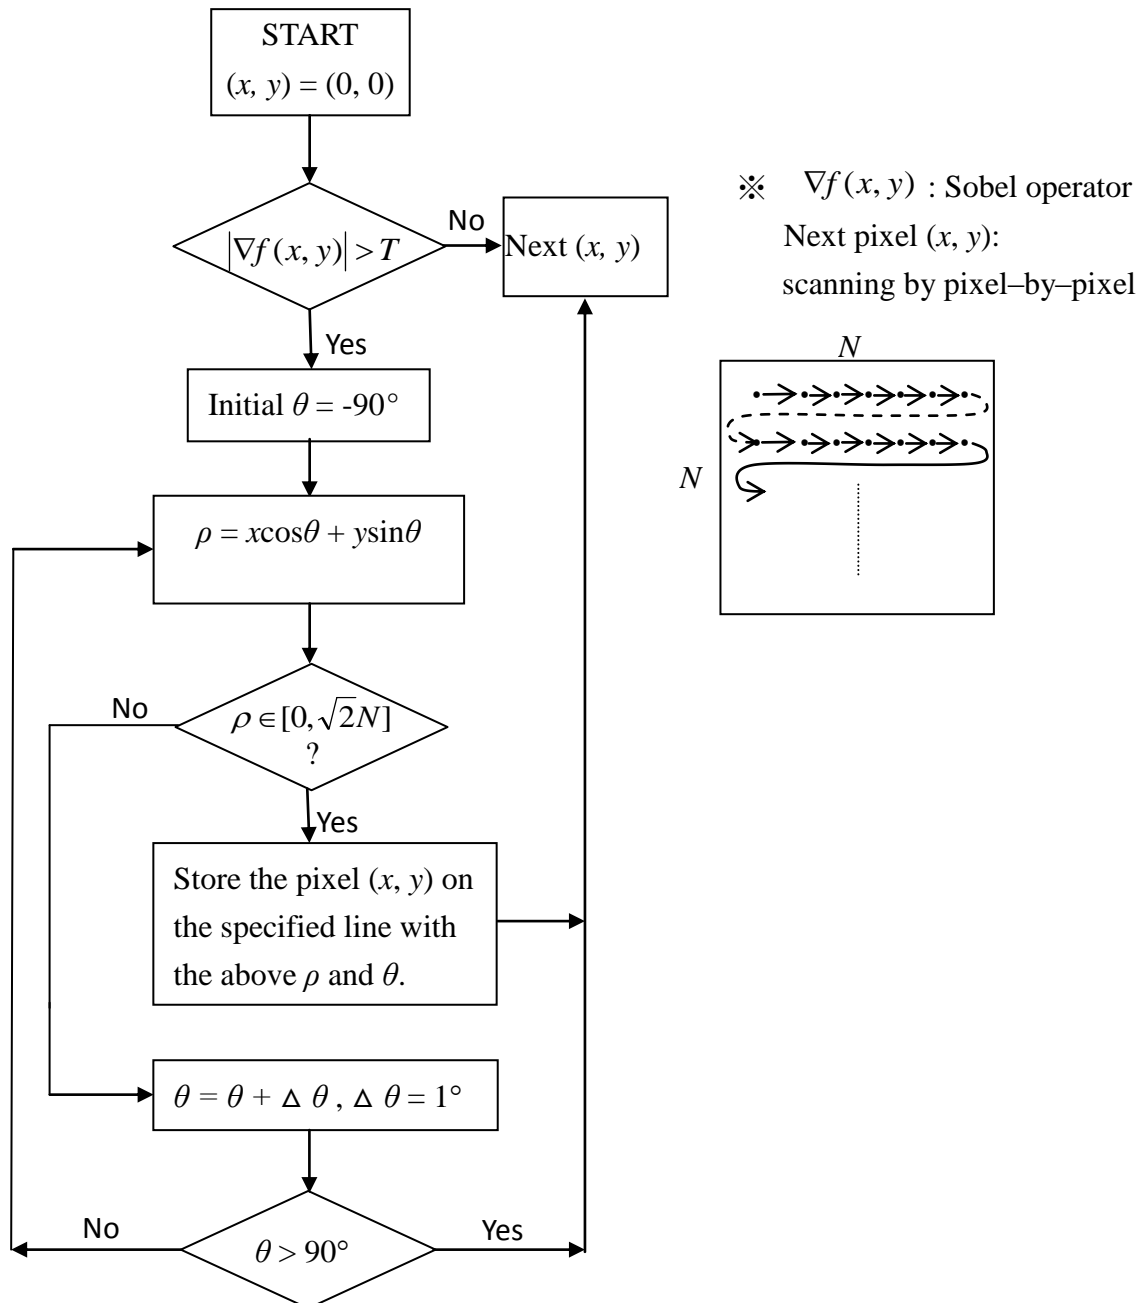 START
(x, y) = (0, 0)
|∇f(x, y)| > T
No
Next (x, y)
※ ∇f(x, y) : Sobel operator
Next pixel (x, y):
scanning by pixel–by–pixel
Yes
Initial θ = -90°
N
N
ρ = xcosθ + ysinθ
No
ρ ∈ [0, √2N]
?
Yes
Store the pixel (x, y) on
the specified line with
the above ρ and θ.
θ = θ + △ θ , △ θ = 1°
No
θ > 90°
Yes